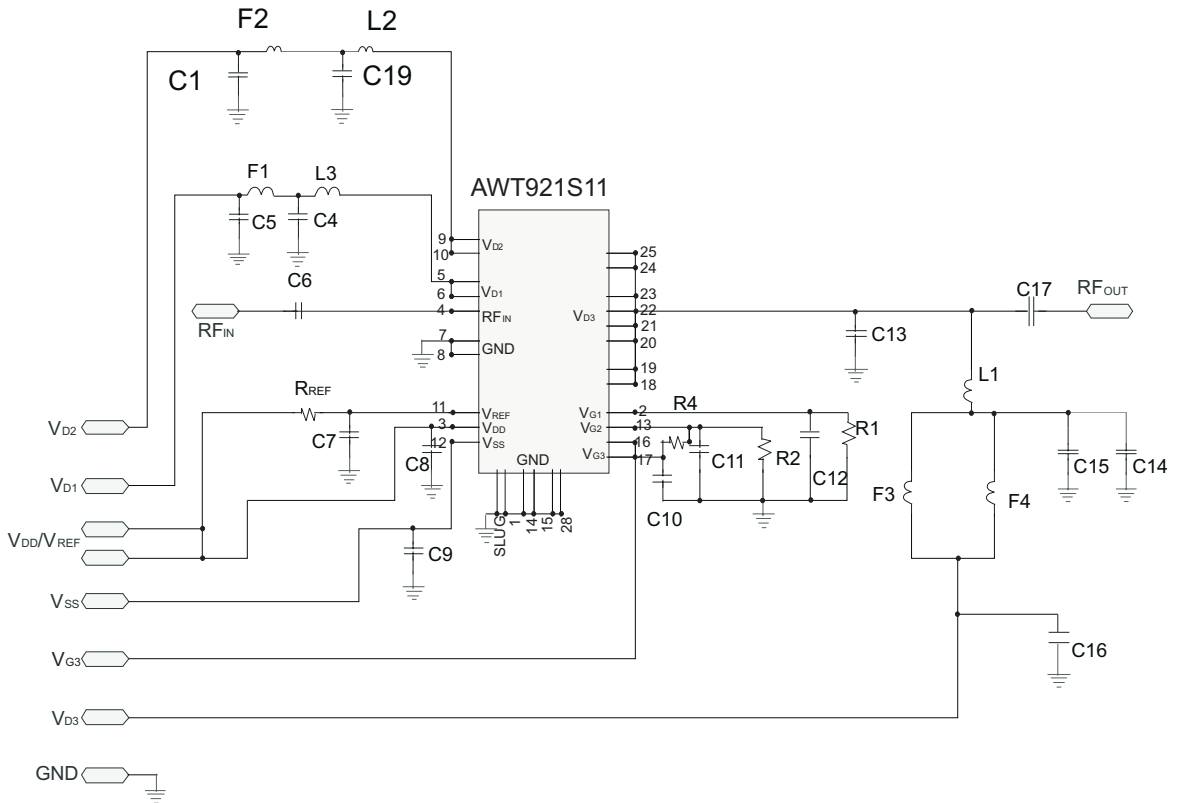 F2
L2
C1
C19
F1
L3
AWT921S11
C5
C4
9
VD2
10
25
24
C6
5
VD1
6
23
RFIN
4
RFIN
VD3
22
21
20
C17
RFOUT
C13
7
GND
8
19
18
L1
RREF
11
VREF
VG1
2
R4
3
VDD
VG2
13
R1
12
VSS
16
VG3
17
C7
C8
GND
C11
R2
C12
C10
C15
C14
F3
F4
SLUG
1
14
15
28
VD2
VD1
VDD/VREF
C9
VSS
VG3
C16
VD3
GND